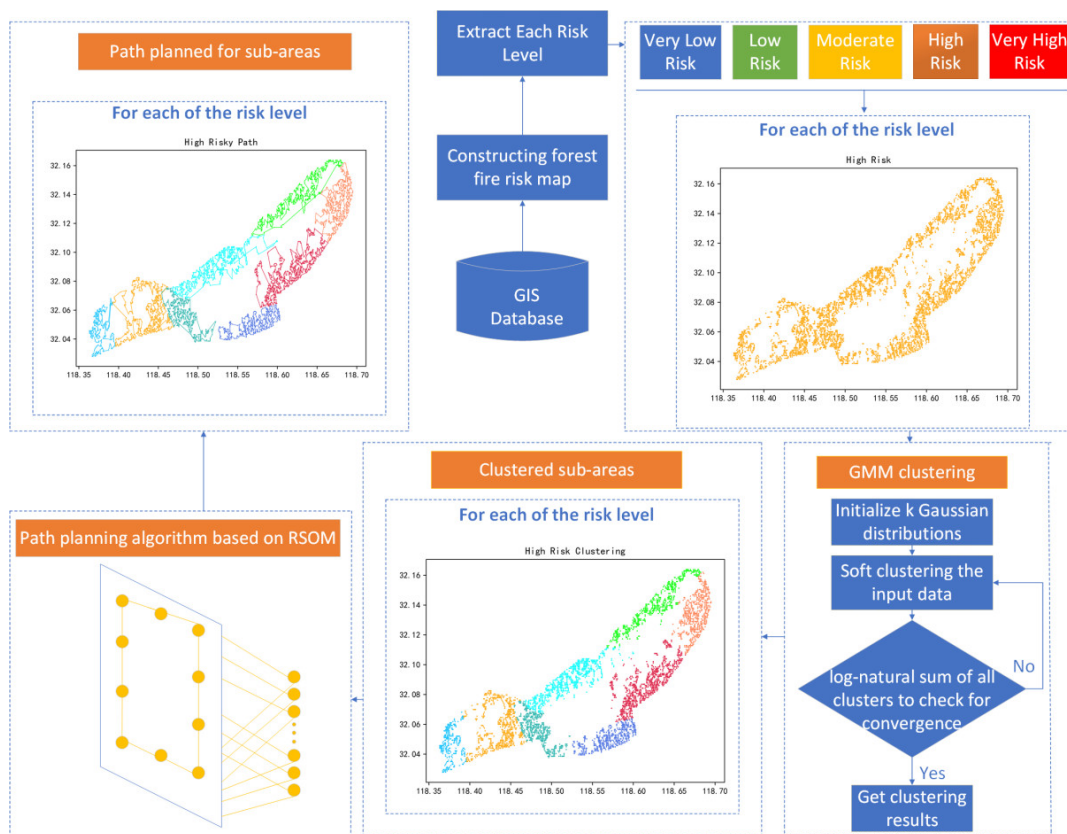 Path planned for sub-areas
For each of the risk level
High Risky Path
32.16
32.14
32.12
32.10
32.08
32.06
32.04
118.35 118.40 118.45 118.50 118.55 118.60 118.65 118.70
Extract Each Risk
Level
Constructing forest
fire risk map
GIS
Database
Very Low
Risk
Low
Risk
Moderate
Risk
High
Risk
Very High
Risk
For each of the risk level
High Risk
32.16
32.14
32.12
32.10
32.08
32.06
32.04
118.35 118.40 118.45 118.50 118.55 118.60 118.65 118.70
GMM clustering
Initialize k Gaussian
distributions
Soft clustering the
input data
No
log-natural sum of all
clusters to check for
convergence
Yes
Get clustering
results
Clustered sub-areas
For each of the risk level
High Risk Clustering
32.16
32.14
32.12
32.10
32.08
32.06
32.04
118.35 118.40 118.45 118.50 118.55 118.60 118.65 118.70
Path planning algorithm based on RSOM